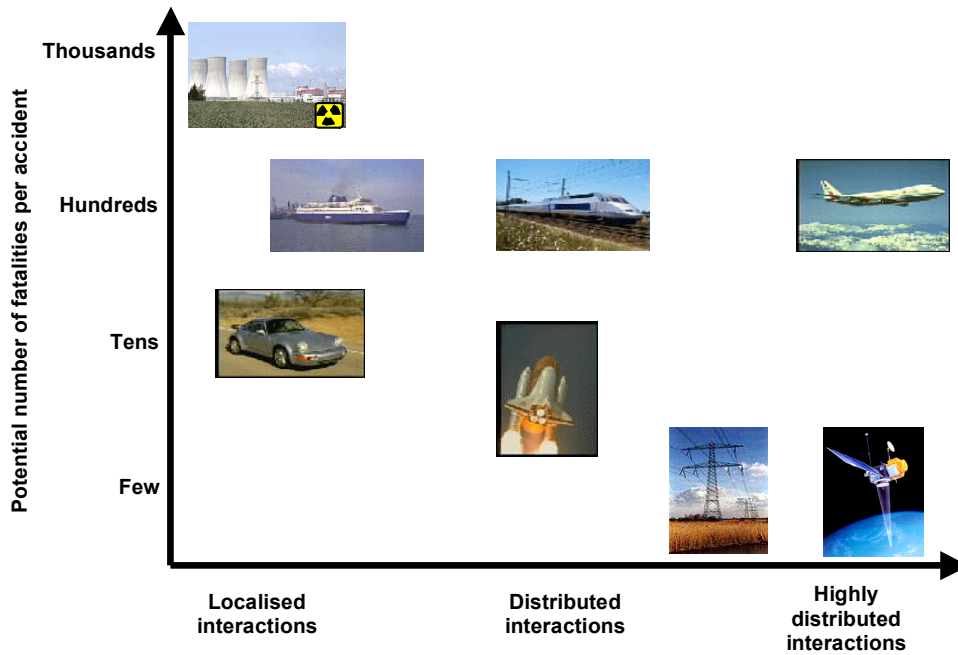 Potential number of fatalities per accident
Thousands
Hundreds
Tens
Few
Localised
interactions
Distributed
interactions
Highly
distributed
interactions